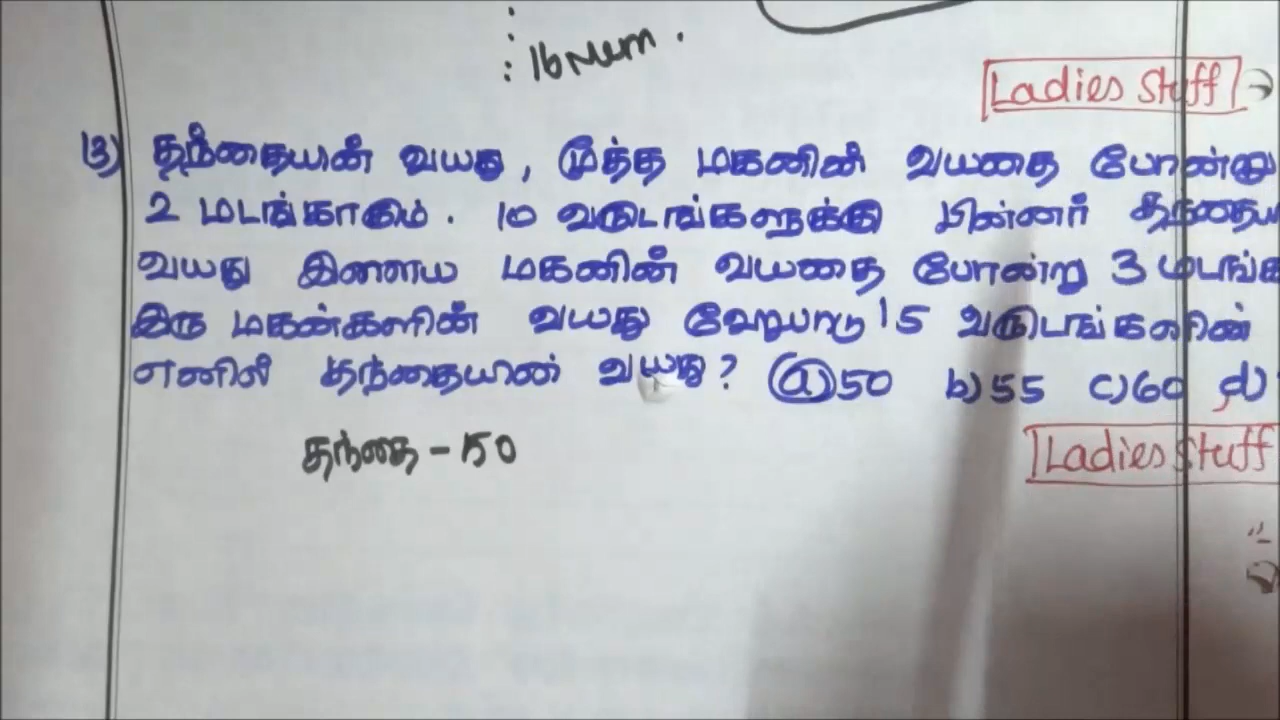 : 16 Mum.
Ladies Stuff
13) தந்தையின் வயது, மூத்த மகனின் வயதை போன்று
2 மடங்காகும். 10 வருடங்களுக்கு பின்னர் தந்தையி
வயது இளைய மகனின் வயதை போன்று 3 மடங்க
இரு மகன்களின் வயது வேறுபாடு 15 வருடங்களின்
எனில் தந்தையின் வயது? (a) 50 b) 55 c) 60 d)
தந்தை - 50
Ladies Stuff